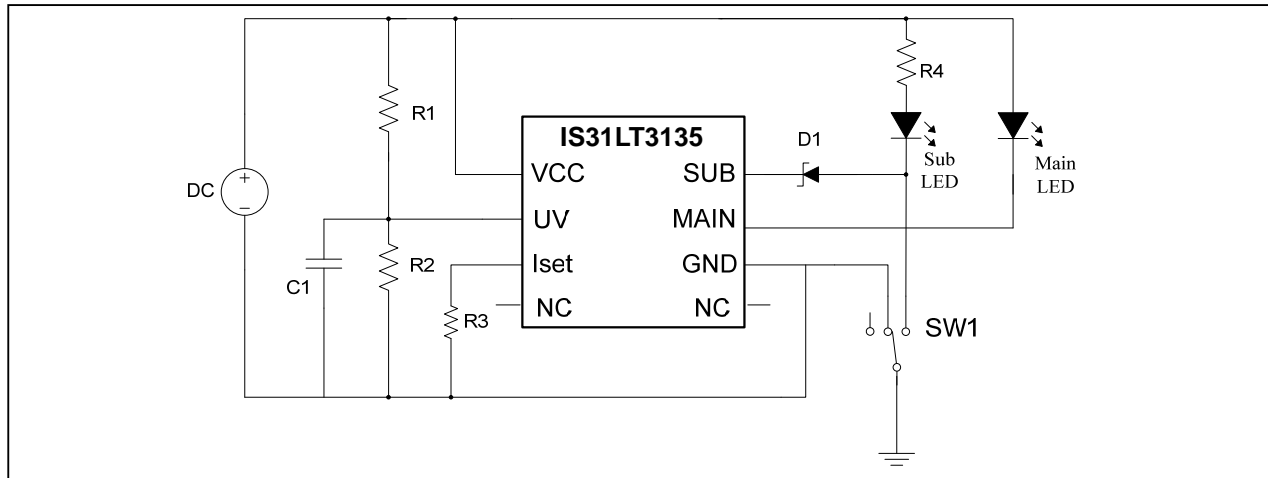 R4
R1
IS31LT3135
D1
VCC
SUB
Sub
LED
Main
LED
DC
+
−
UV
MAIN
R2
Iset
GND
C1
R3
NC
NC
SW1